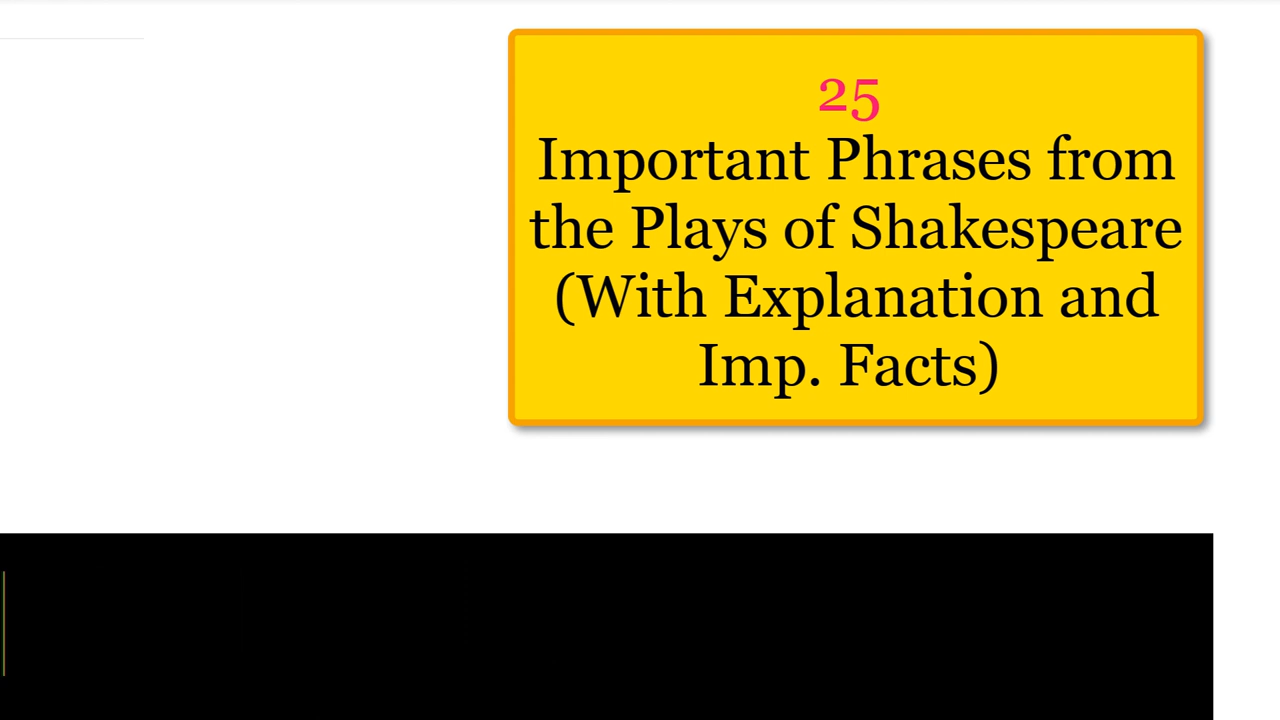 25
Important Phrases from
the Plays of Shakespeare
(With Explanation and
Imp. Facts)